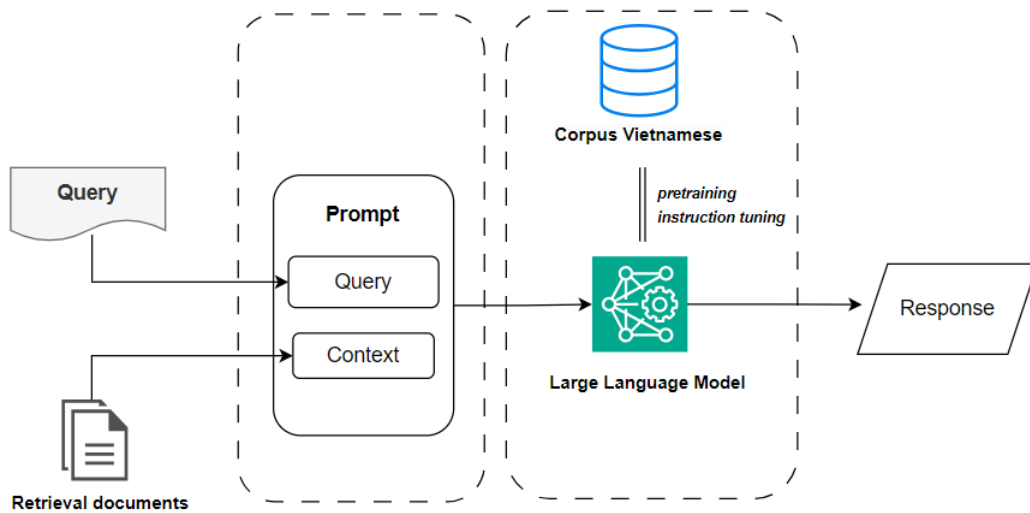 Corpus Vietnamese
pretraining
instruction tuning
Query
Prompt
Query
Context
Large Language Model
Response
Retrieval documents